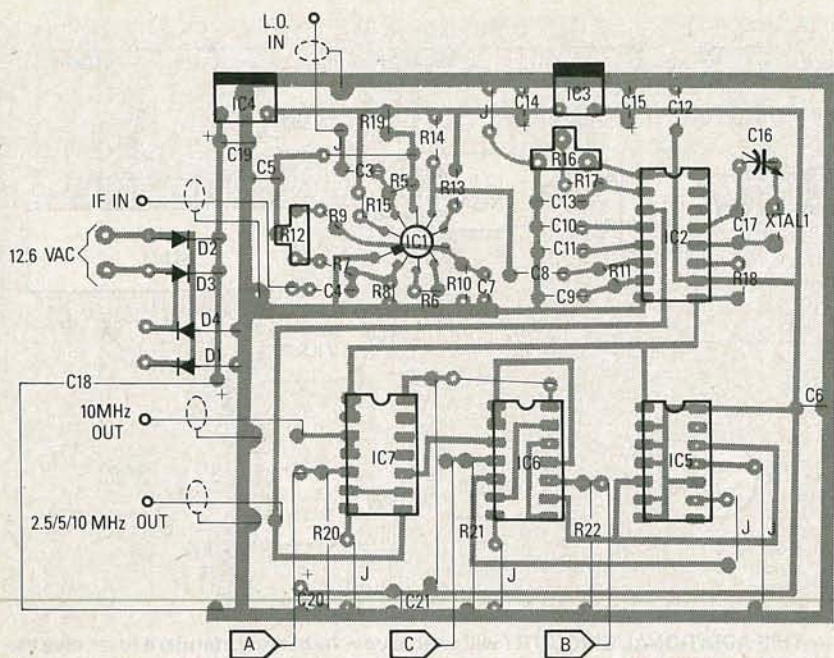 L.O.
IN
IC4
IC3
C19
C5
R19
J
R14
J
C14
C15
C12
C16
C3
R5
R13
R16
R17
IF IN
R15
R12
R9
IC1
C13
C10
IC2
C17
XTAL1
12.6 VAC
D2
D3
R7
C4
R8
R6
R10
C7
C11
C8
R11
C9
R18
D4
D1
C18
10MHz
OUT
IC7
IC6
IC5
C6
2.5/5/10 MHz OUT
R20
J
R21
J
R22
J
J
C20
C21
A
C
B
+
+
+
+
+